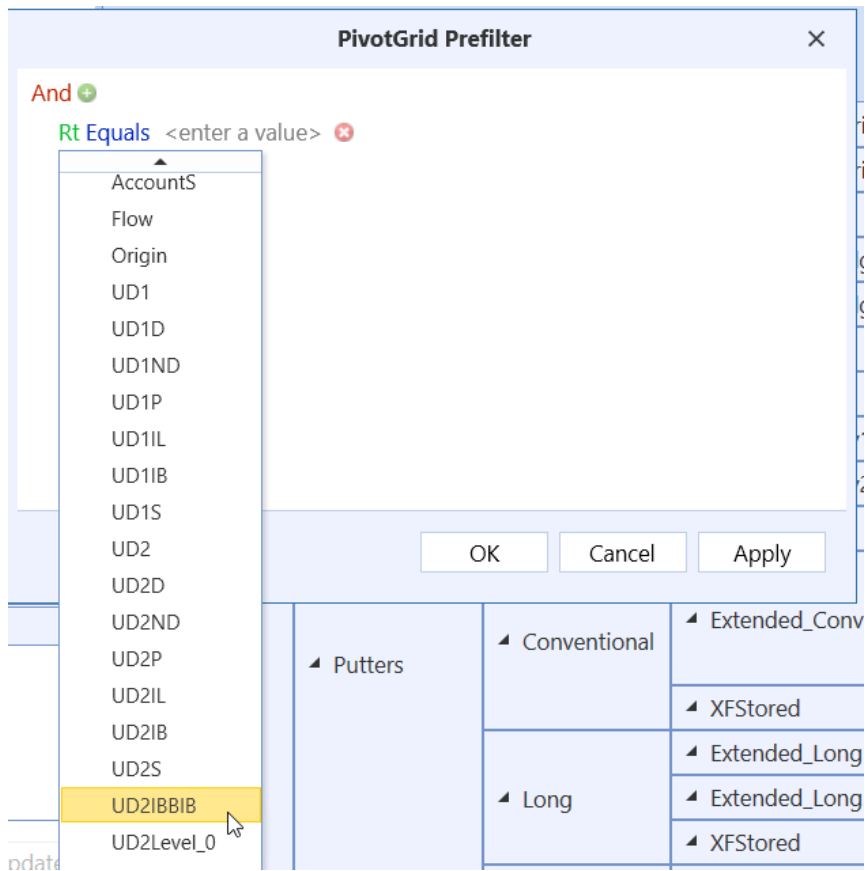 PivotGrid Prefilter
And
Rt Equals <enter a value>
AccountS
Flow
Origin
UD1
UD1D
UD1ND
UD1P
UD1IL
UD1IB
UD1S
UD2
UD2D
UD2ND
UD2P
UD2IL
UD2IB
UD2S
UD2IBBIB
UD2Level_0
OK Cancel Apply
Putters
Conventional
Extended_Conv
XFStored
Long
Extended_Long
Extended_Long
XFStored